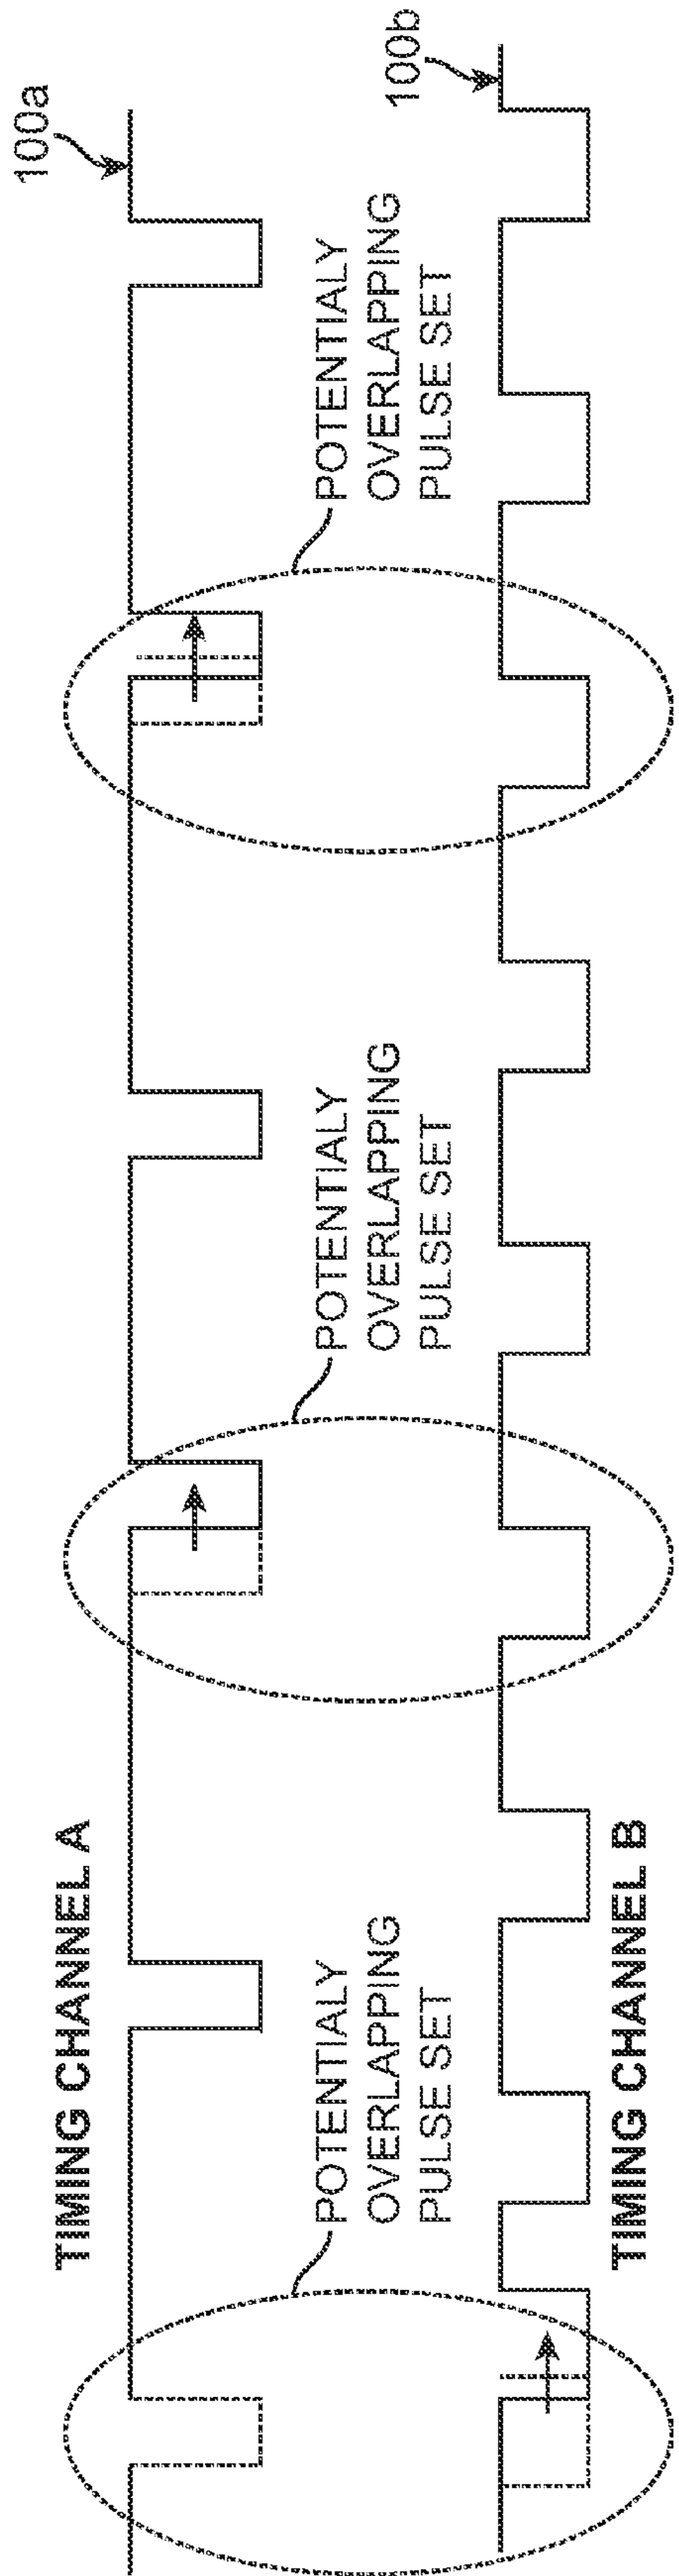 TIMING CHANNEL A
100a
POTENTIALY
OVERLAPPING
PULSE SET
POTENTIALY
OVERLAPPING
PULSE SET
POTENTIALY
OVERLAPPING
PULSE SET
100b
TIMING CHANNEL B